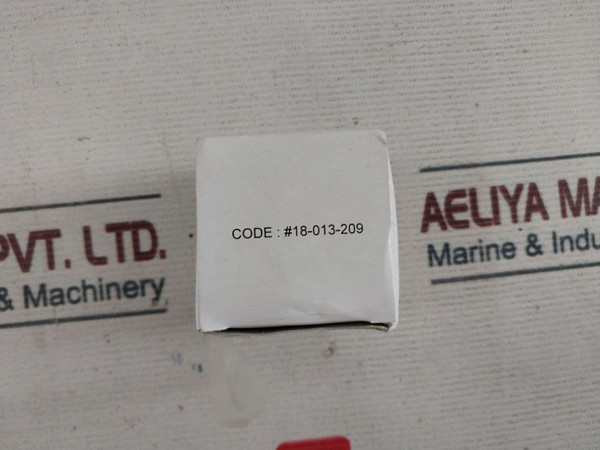 CODE : #18-013-209
PVT. LTD.
& Machinery
AELIYA MA
Marine & Indu